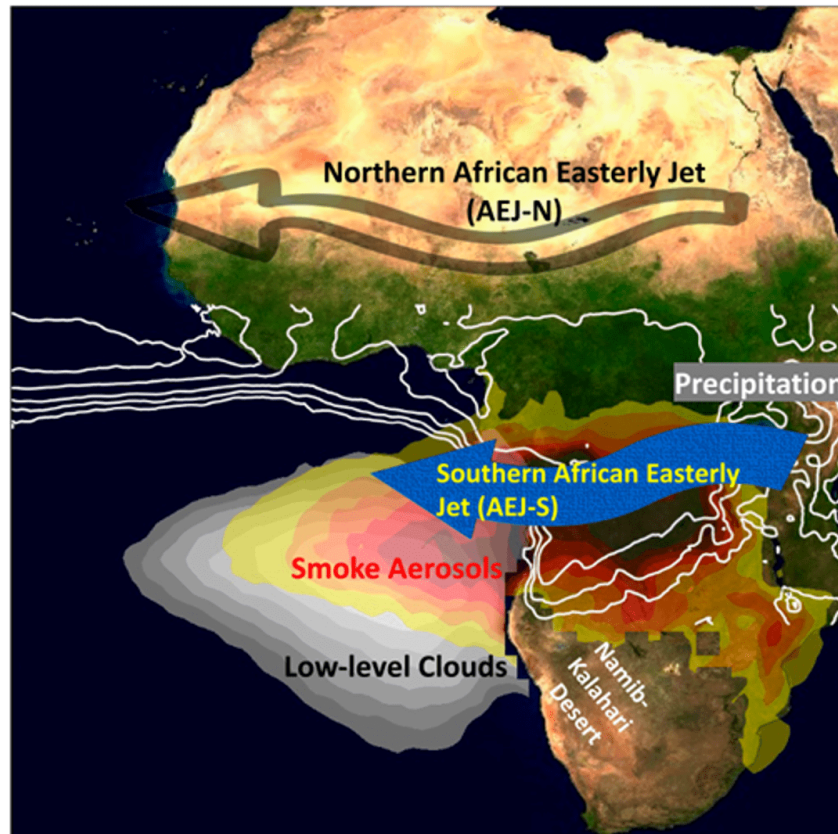 Northern African Easterly Jet
(AEJ-N)
Precipitation
Southern African Easterly
Jet (AEJ-S)
Smoke Aerosols
Low-level Clouds
Namib-
Kalahari
Desert